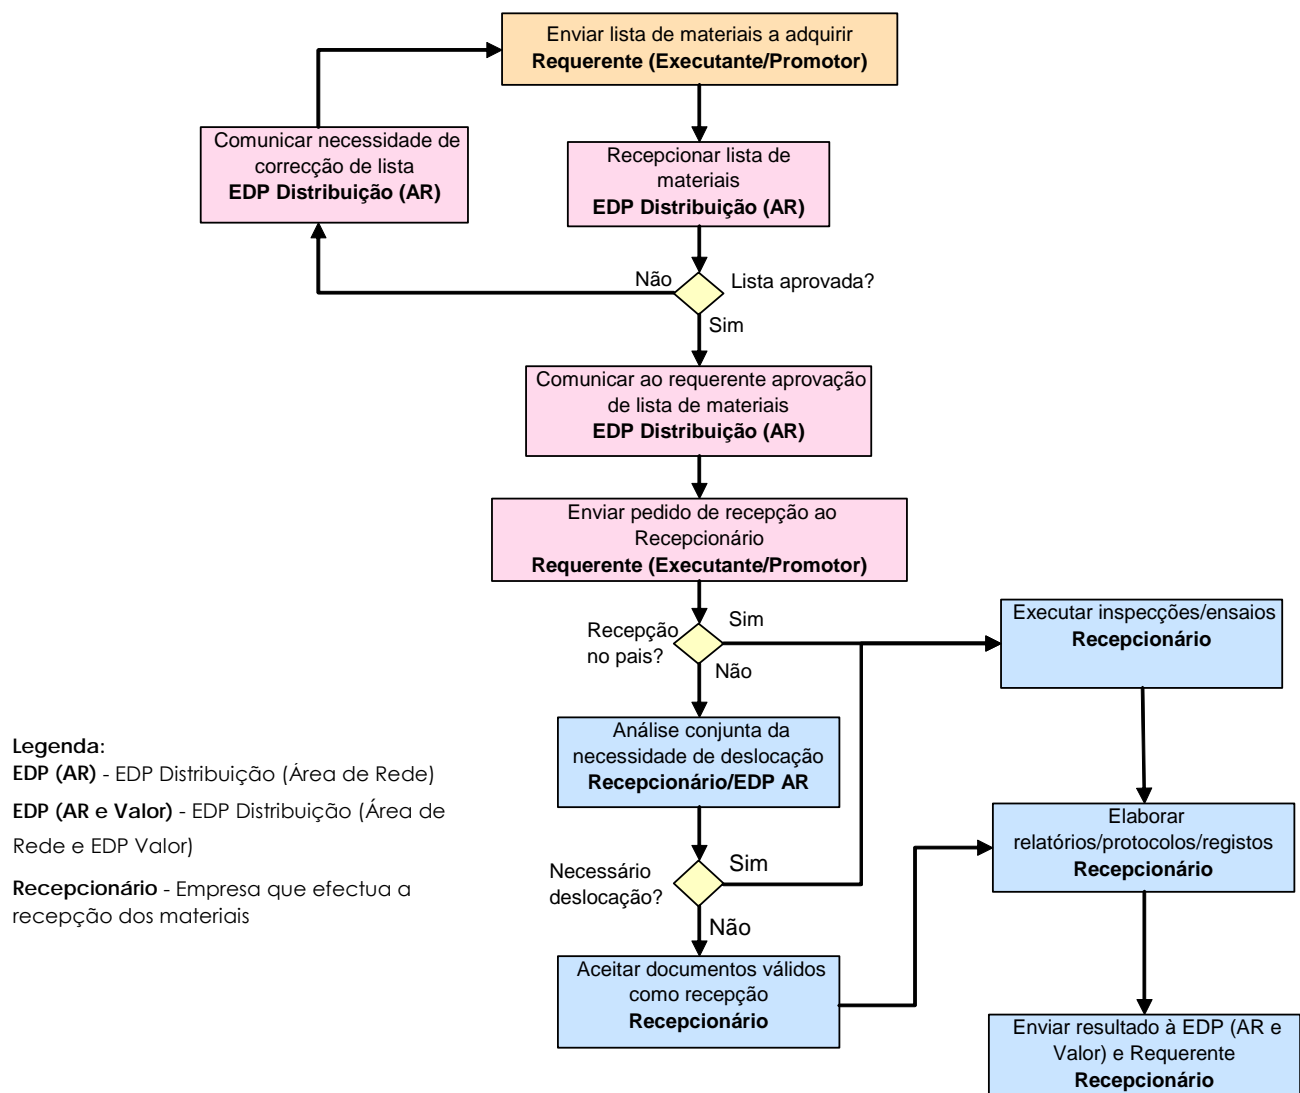 Enviar lista de materiais a adquirir
Requerente (Executante/Promotor)
Comunicar necessidade de
correcção de lista
EDP Distribuição (AR)
Recepcionar lista de
materiais
EDP Distribuição (AR)
Não
Lista aprovada?
Sim
Comunicar ao requerente aprovação
de lista de materiais
EDP Distribuição (AR)
Enviar pedido de recepção ao
Recepcionário
Requerente (Executante/Promotor)
Recepção
no pais?
Sim
Não
Executar inspecções/ensaios
Recepcionário
Análise conjunta da
necessidade de deslocação
Recepcionário/EDP AR
Legenda:
EDP (AR) - EDP Distribuição (Área de Rede)
EDP (AR e Valor) - EDP Distribuição (Área de
Rede e EDP Valor)
Recepcionário - Empresa que efectua a
recepção dos materiais
Elaborar
relatórios/protocolos/registos
Recepcionário
Necessário
deslocação?
Sim
Não
Aceitar documentos válidos
como recepção
Recepcionário
Enviar resultado à EDP (AR e
Valor) e Requerente
Recepcionário